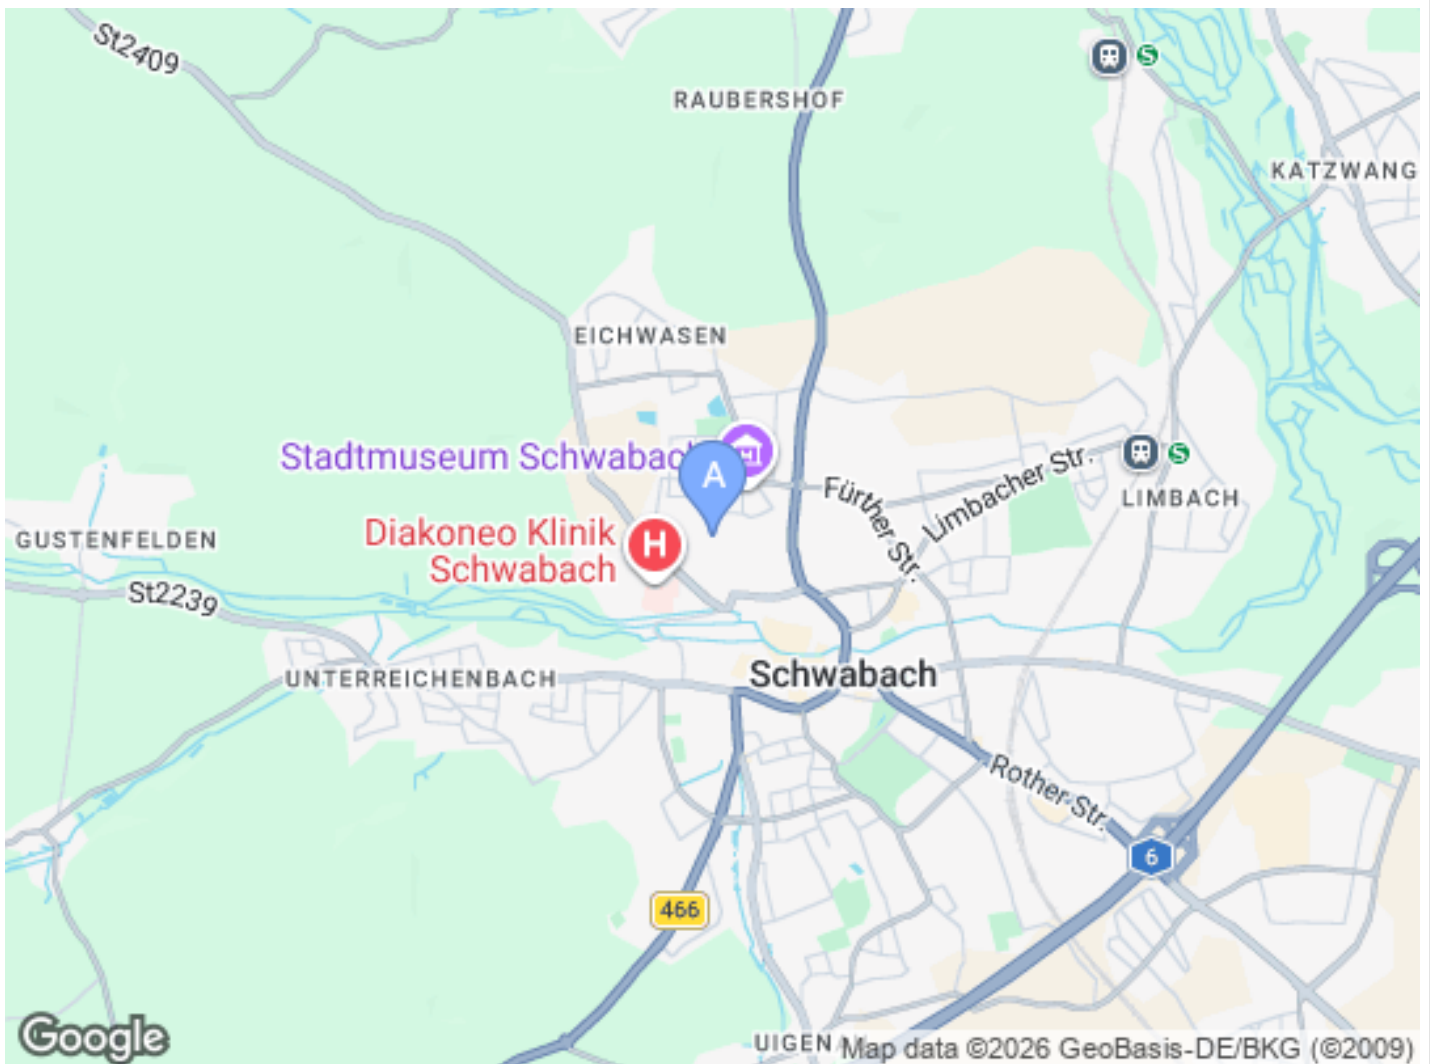 St2409
S
RAUBERSHOF
KATZWANG
EICHWASEN
Stadtmuseum Schwabach
A
Fürther Str.
Limbacher Str.
S
LIMBACH
GUSTENFELDEN
Diakoneo Klinik
Schwabach
H
St2239
UNTERREICHENBACH
Schwabach
Rother Str.
6
466
UIGEN
Google
Map data ©2026 GeoBasis-DE/BKG (©2009)